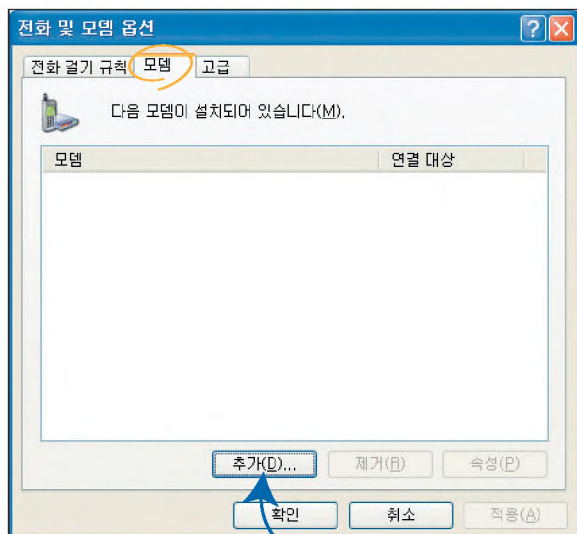 전화 및 모뎀 옵션
전화 걸기 규칙 모뎀 고급
다음 모뎀이 설치되어 있습니다(M).
모뎀 연결 대상
추가(D)... 제거(R) 속성(P)
확인 취소 적용(A)